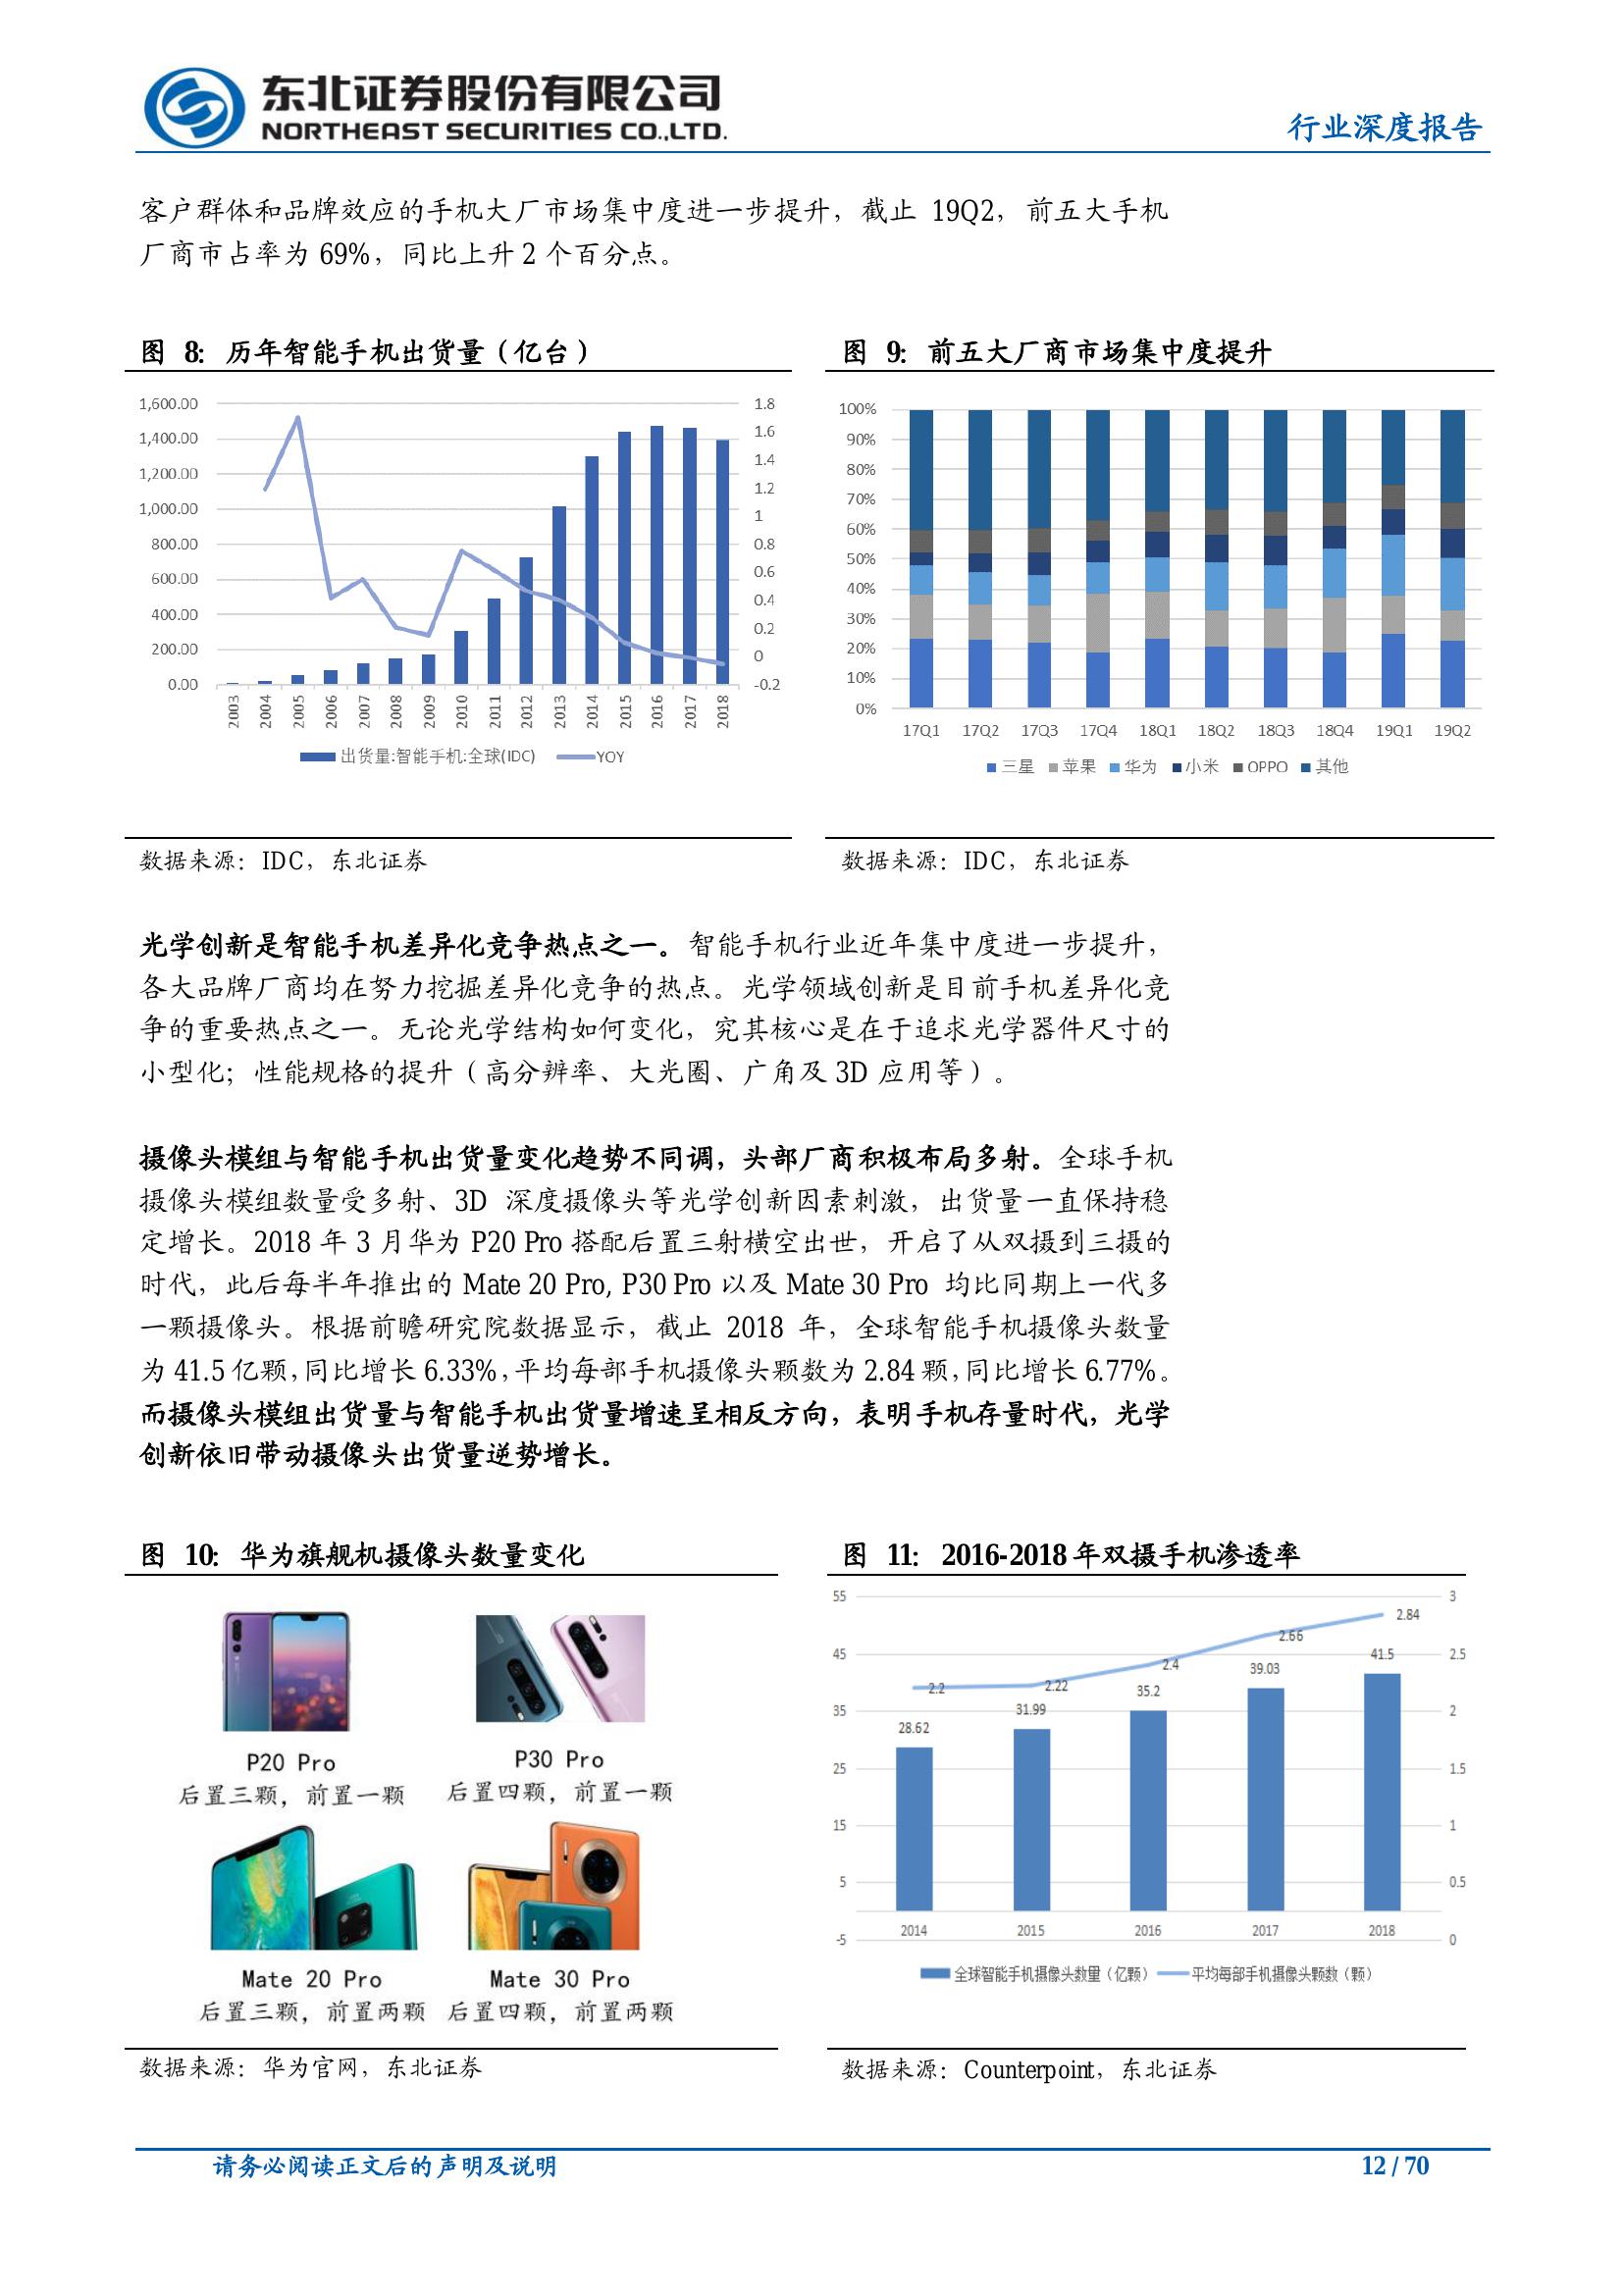 东北证券股份有限公司
NORTHEAST SECURITIES CO.,LTD.
行业深度报告
客户群体和品牌效应的手机大厂市场集中度进一步提升，截止 19Q2，前五大手机
厂商市占率为 69%，同比上升 2 个百分点。
图 8：历年智能手机出货量（亿台）
1,600.00
1,400.00
1,200.00
1,000.00
800.00
600.00
400.00
200.00
0.00
1.8
1.6
1.4
1.2
1
0.8
0.6
0.4
0.2
0
-0.2
2003 2004 2005 2006 2007 2008 2009 2010 2011 2012 2013 2014 2015 2016 2017 2018
出货量:智能手机:全球(IDC) YOY
数据来源：IDC，东北证券
图 9：前五大厂商市场集中度提升
100%
90%
80%
70%
60%
50%
40%
30%
20%
10%
0%
17Q1 17Q2 17Q3 17Q4 18Q1 18Q2 18Q3 18Q4 19Q1 19Q2
三星 苹果 华为 小米 OPPO 其他
数据来源：IDC，东北证券
光学创新是智能手机差异化竞争热点之一。智能手机行业近年集中度进一步提升，
各大品牌厂商均在努力挖掘差异化竞争的热点。光学领域创新是目前手机差异化竞
争的重要热点之一。无论光学结构如何变化，究其核心是在于追求光学器件尺寸的
小型化；性能规格的提升（高分辨率、大光圈、广角及 3D 应用等）。
摄像头模组与智能手机出货量变化趋势不同调，头部厂商积极布局多射。全球手机
摄像头模组数量受多射、3D 深度摄像头等光学创新因素刺激，出货量一直保持稳
定增长。2018 年 3 月华为 P20 Pro 搭配后置三射横空出世，开启了从双摄到三摄的
时代，此后每半年推出的 Mate 20 Pro, P30 Pro 以及 Mate 30 Pro 均比同期上一代多
一颗摄像头。根据前瞻研究院数据显示，截止 2018 年，全球智能手机摄像头数量
为 41.5 亿颗，同比增长 6.33%，平均每部手机摄像头颗数为 2.84 颗，同比增长 6.77%。
而摄像头模组出货量与智能手机出货量增速呈相反方向，表明手机存量时代，光学
创新依旧带动摄像头出货量逆势增长。
图 10：华为旗舰机摄像头数量变化
P20 Pro
后置三颗，前置一颗
P30 Pro
后置四颗，前置一颗
Mate 20 Pro
后置三颗，前置两颗
Mate 30 Pro
后置四颗，前置两颗
数据来源：华为官网，东北证券
图 11：2016-2018 年双摄手机渗透率
55
45
35
25
15
5
-5
3
2.5
2
1.5
1
0.5
0
2.2 2.22 2.4 2.66 2.84
28.62 31.99 35.2 39.03 41.5
2014 2015 2016 2017 2018
全球智能手机摄像头数量（亿颗） 平均每部手机摄像头颗数（颗）
数据来源：Counterpoint，东北证券
请务必阅读正文后的声明及说明
12 / 70